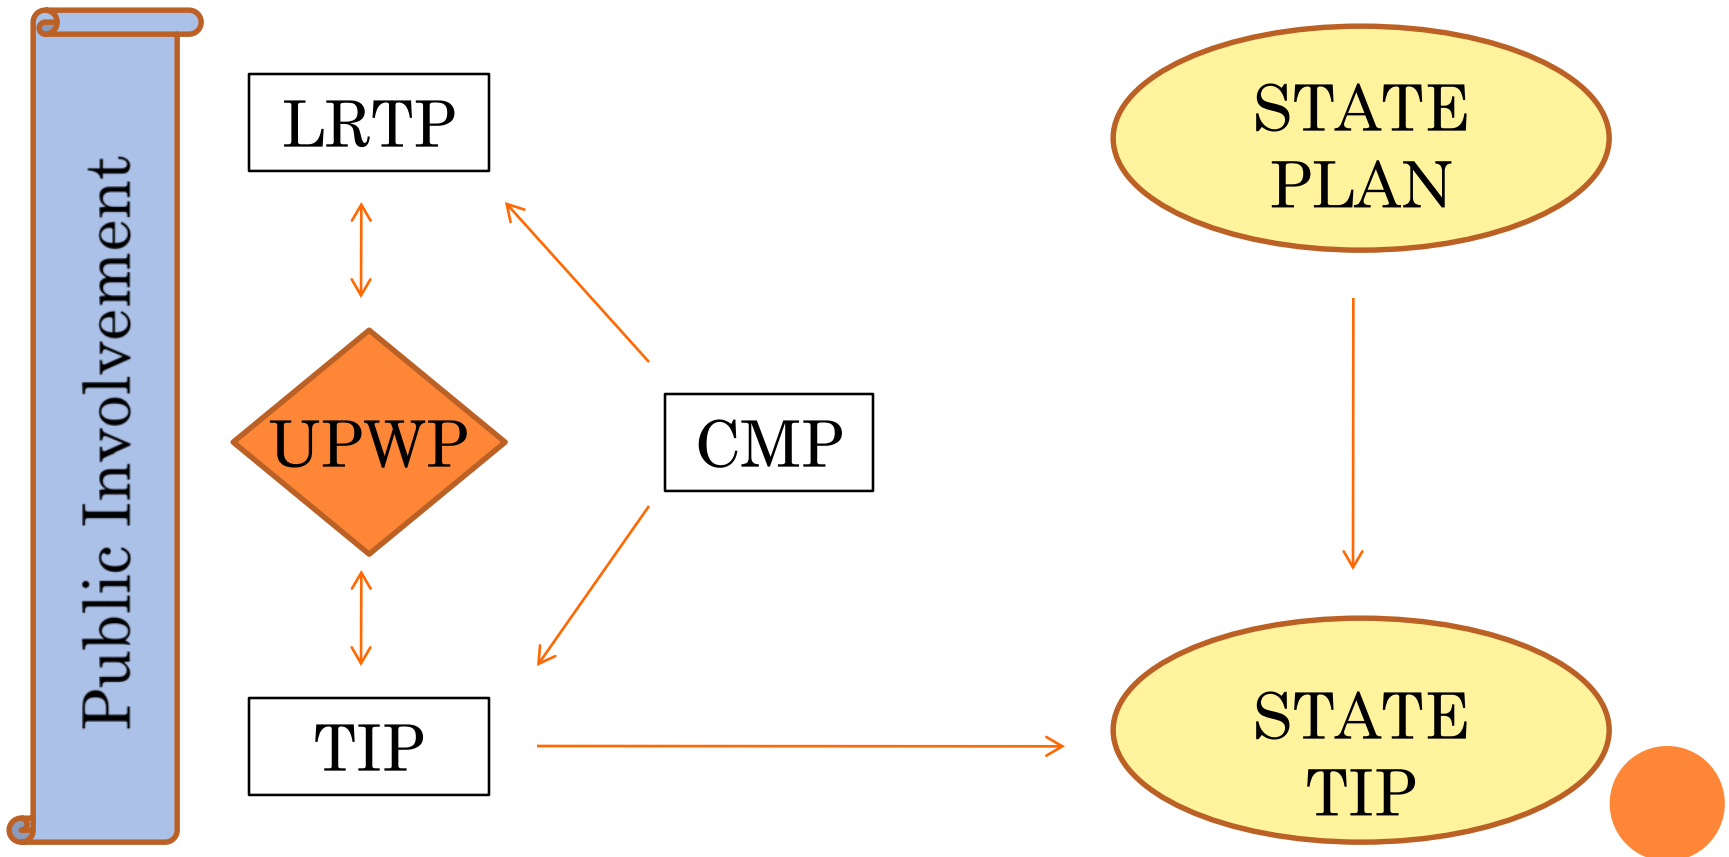 Public Involvement
LRTP
UPWP
CMP
TIP
STATE
PLAN
STATE
TIP